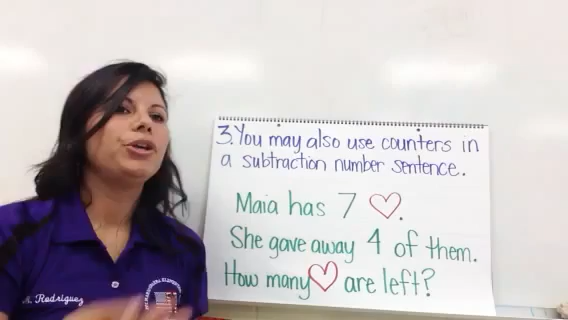 3. You may also use counters in
a subtraction number sentence.
Maia has 7 ♡.
She gave away 4 of them.
How many ♡ are left?
Rodriguez